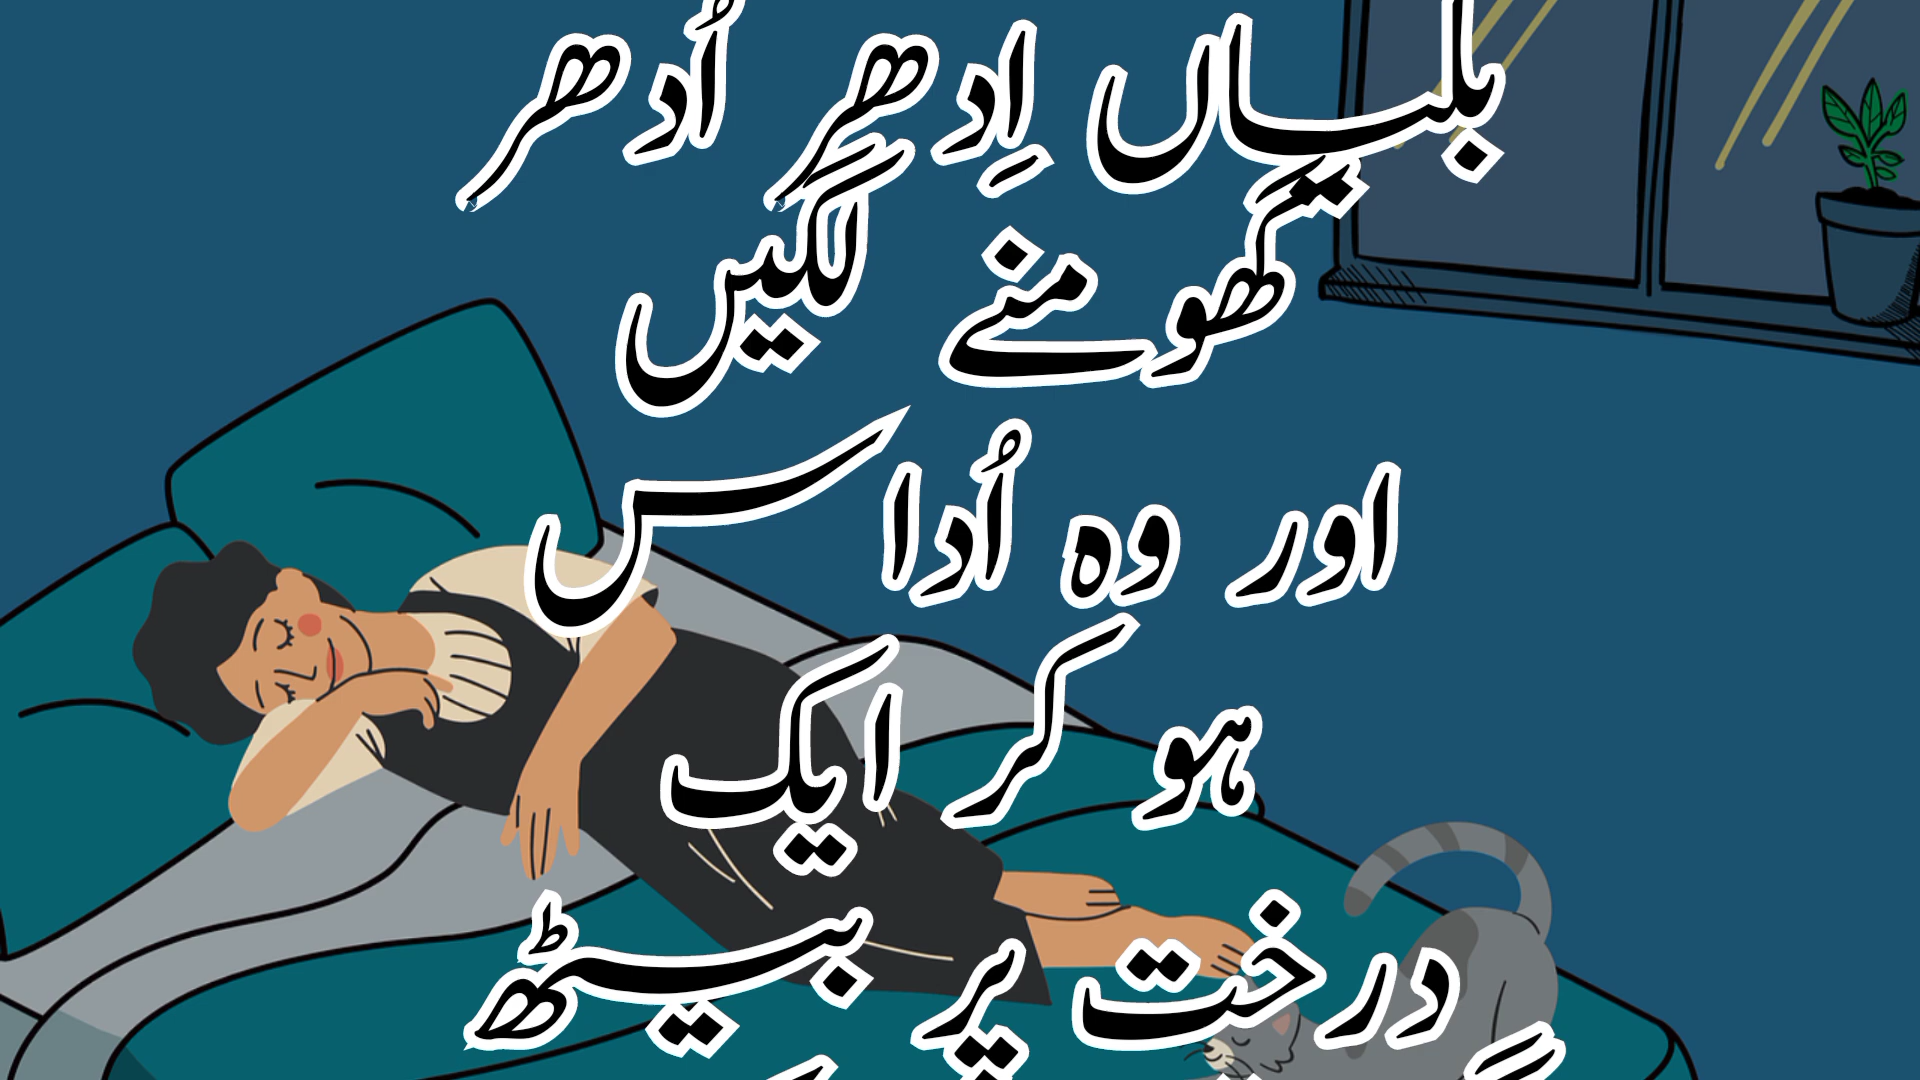 بلیاں اِدھر اُدھر
گھومنے لگیں
اور وہ اُداس
ہو کر ایک
درخت پر بیٹھ